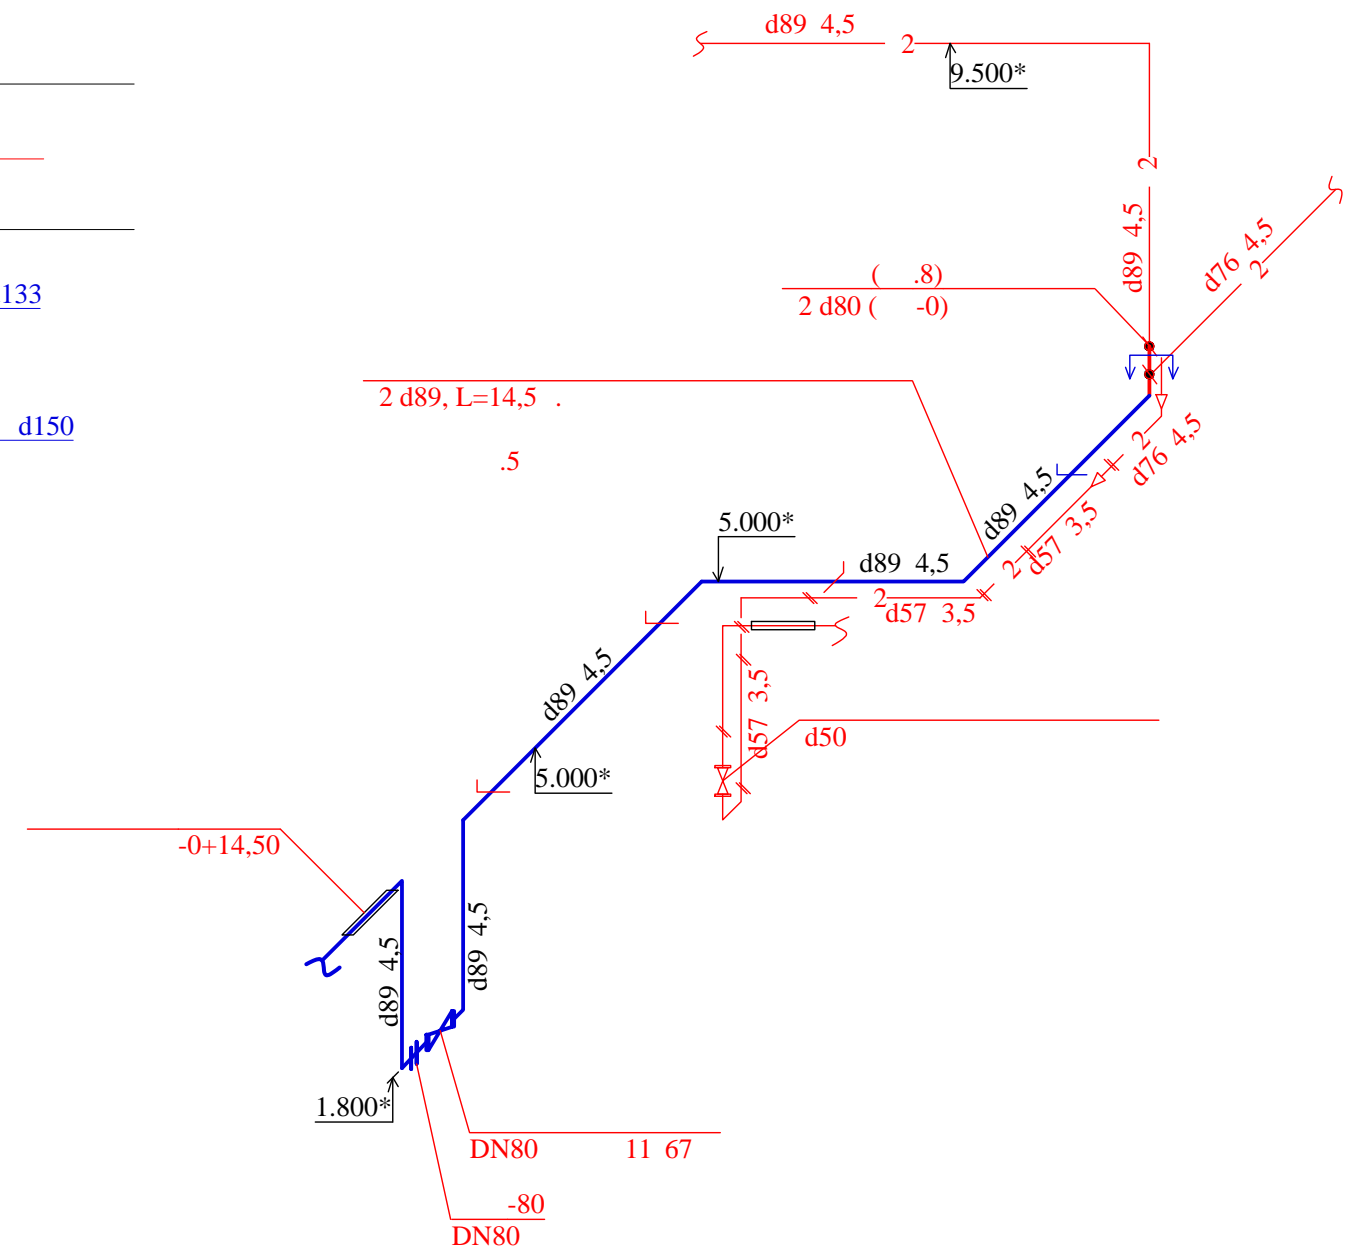 d89 4,5
2
9.500*
2
d89 4,5
d76 4,5
2
( .8)
2 d80 ( -0)
133
2 d89, L=14,5 .
.5
d150
2
d76 4,5
d89 4,5
d57 3,5
2
5.000*
d89 4,5
2
d57 3,5
d89 4,5
d57 3,5
d50
5.000*
-0+14,50
d89 4,5
d89 4,5
1.800*
DN80 11 67
-80
DN80